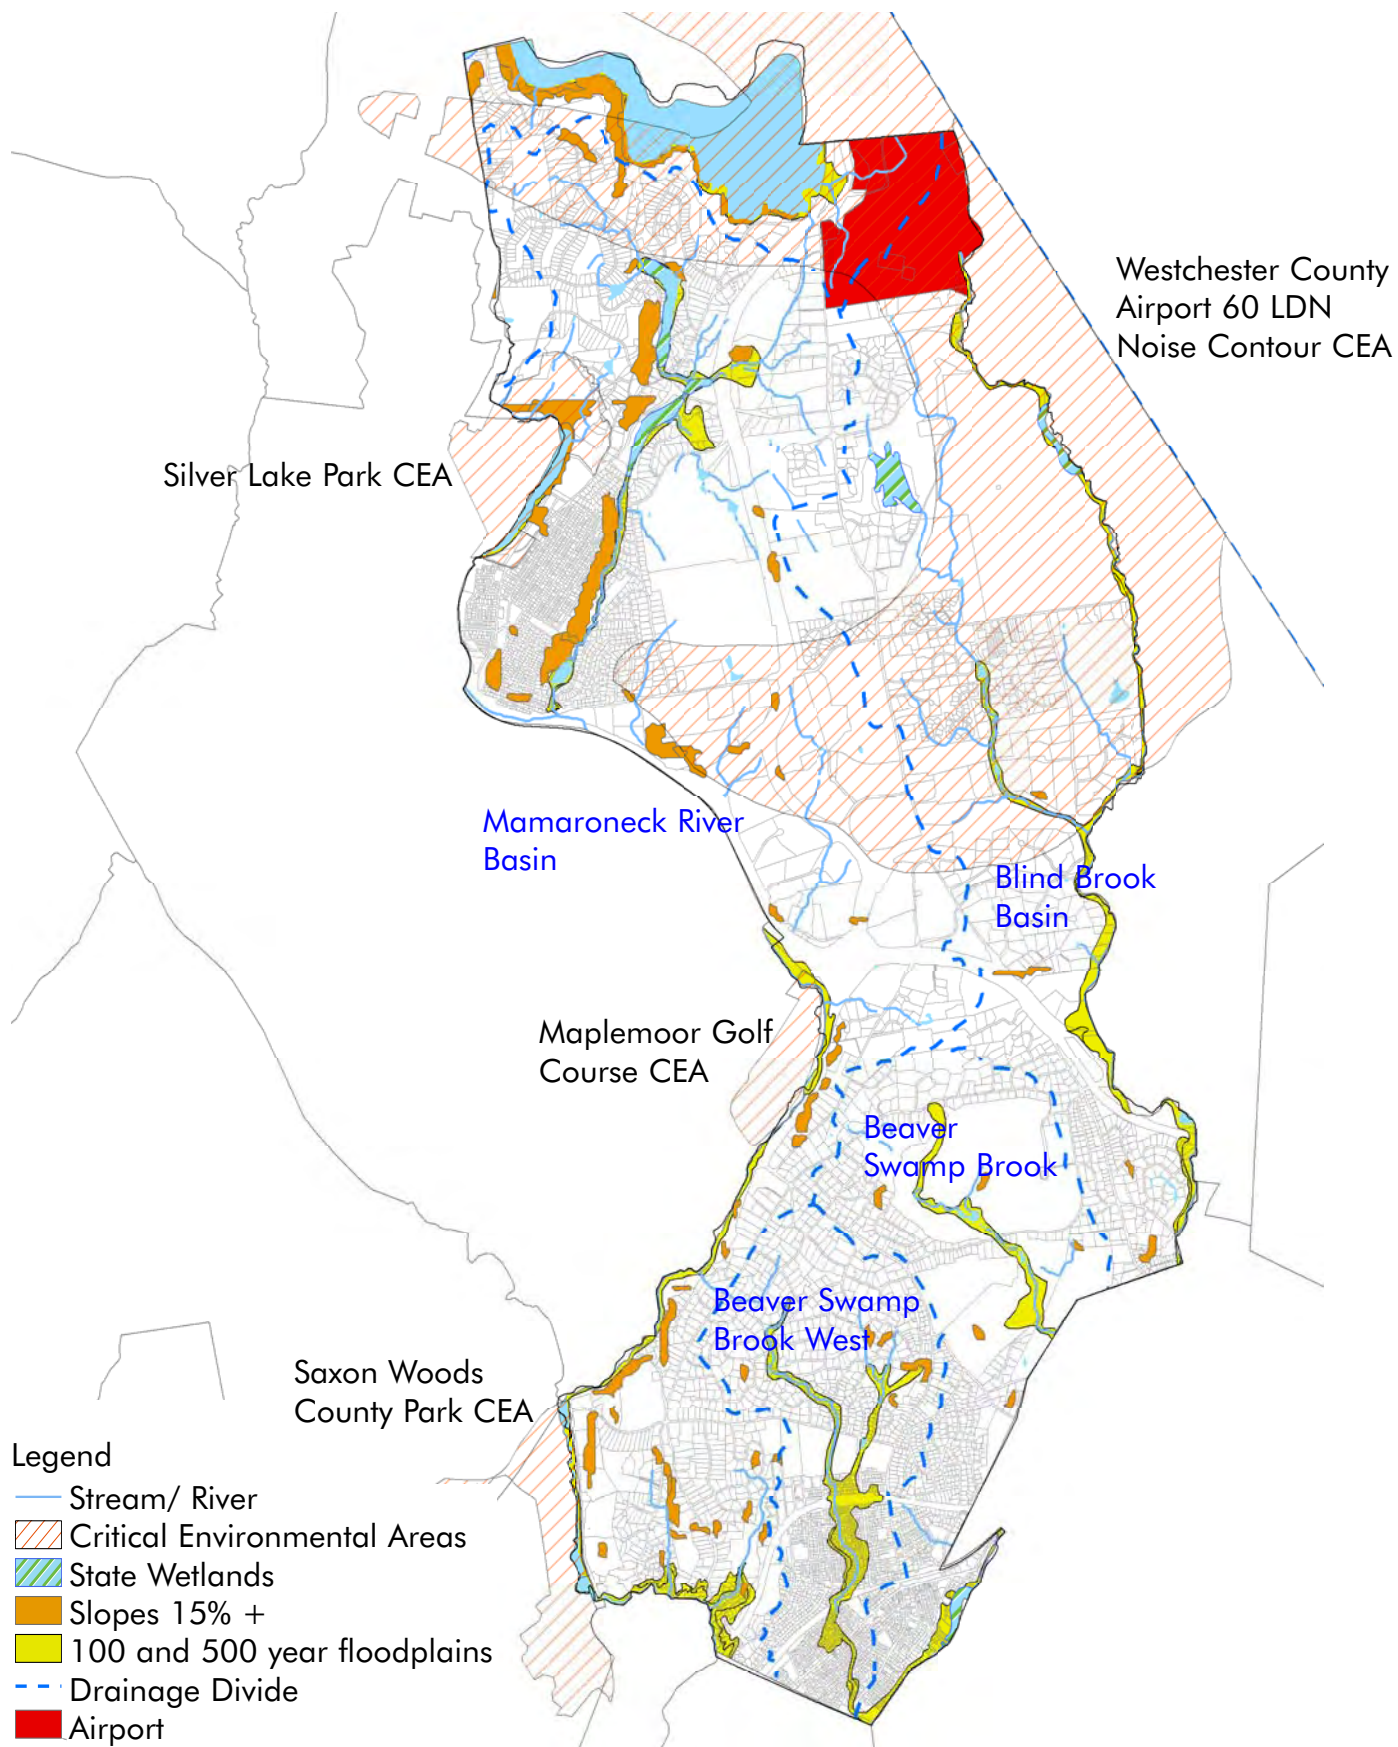 Westchester County
Airport 60 LDN
Noise Contour CEA
Silver Lake Park CEA
Mamaroneck River
Basin
Blind Brook
Basin
Maplemoor Golf
Course CEA
Beaver
Swamp Brook
Beaver Swamp
Brook West
Saxon Woods
County Park CEA
Legend
Stream/ River
Critical Environmental Areas
State Wetlands
Slopes 15% +
100 and 500 year floodplains
Drainage Divide
Airport